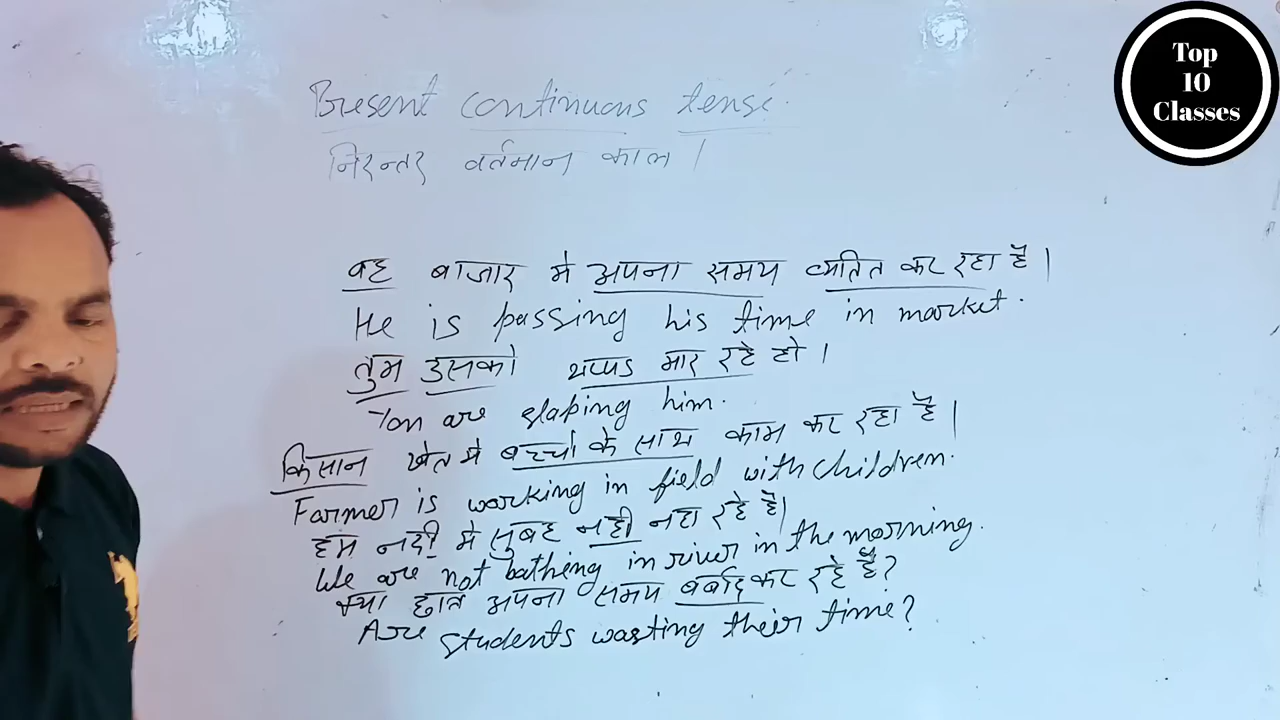 Top
10
Classes
Present continuous tense.
निरन्तर वर्तमान काल ।
वह बाजार मे अपना समय व्यतित कर रहा है ।
He is passing his time in market.
तुम उसको थप्पड मार रहे हो ।
You are slaping him.
किसान खेत मे बच्चो के साथ काम कर रहा है ।
Farmer is working in field with children.
हम नदी मे सुबह नही नहा रहे है ।
We are not bathing in river in the morning.
क्या छात्र अपना समय बर्बाद कर रहे है ?
Are students wasting their time?